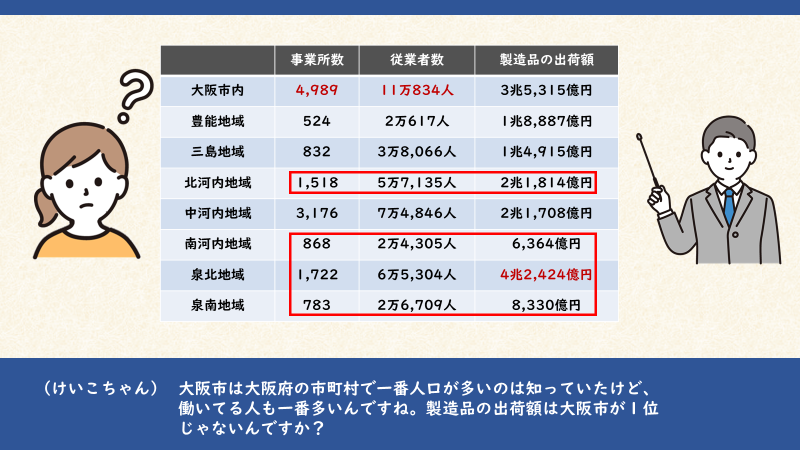 ?
事業所数 従業者数 製造品の出荷額
大阪市内 4,989 11万834人 3兆5,315億円
豊能地域 524 2万617人 1兆8,887億円
三島地域 832 3万8,066人 1兆4,915億円
北河内地域 1,518 5万7,135人 2兆1,814億円
中河内地域 3,176 7万4,846人 2兆1,708億円
南河内地域 868 2万4,305人 6,364億円
泉北地域 1,722 6万5,304人 4兆2,424億円
泉南地域 783 2万6,709人 8,330億円
（けいこちゃん） 大阪市は大阪府の市町村で一番人口が多いのは知っていたけど、
働いてる人も一番多いんですね。製造品の出荷額は大阪市が１位
じゃないんですか？